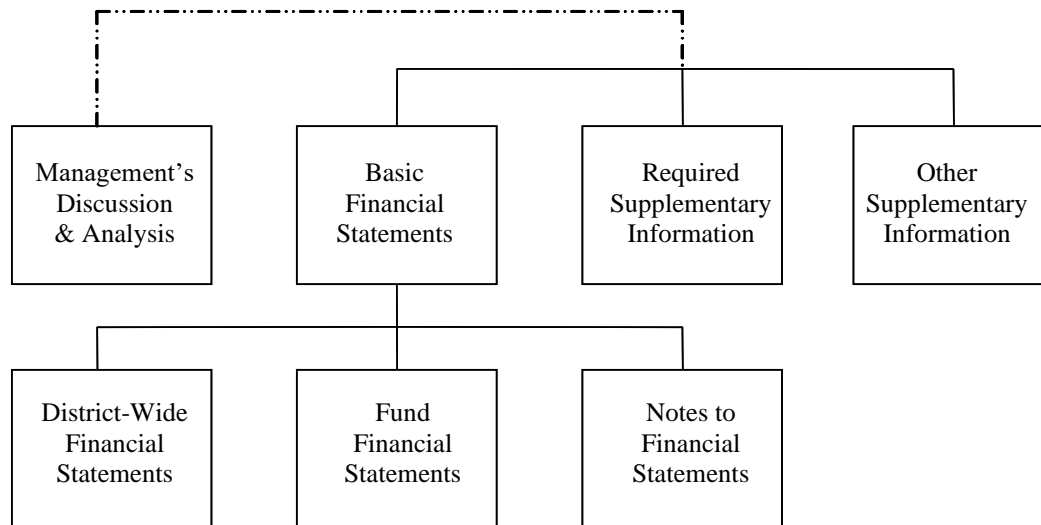 Management’s
Discussion
& Analysis
Basic
Financial
Statements
Required
Supplementary
Information
Other
Supplementary
Information
District-Wide
Financial
Statements
Fund
Financial
Statements
Notes to
Financial
Statements